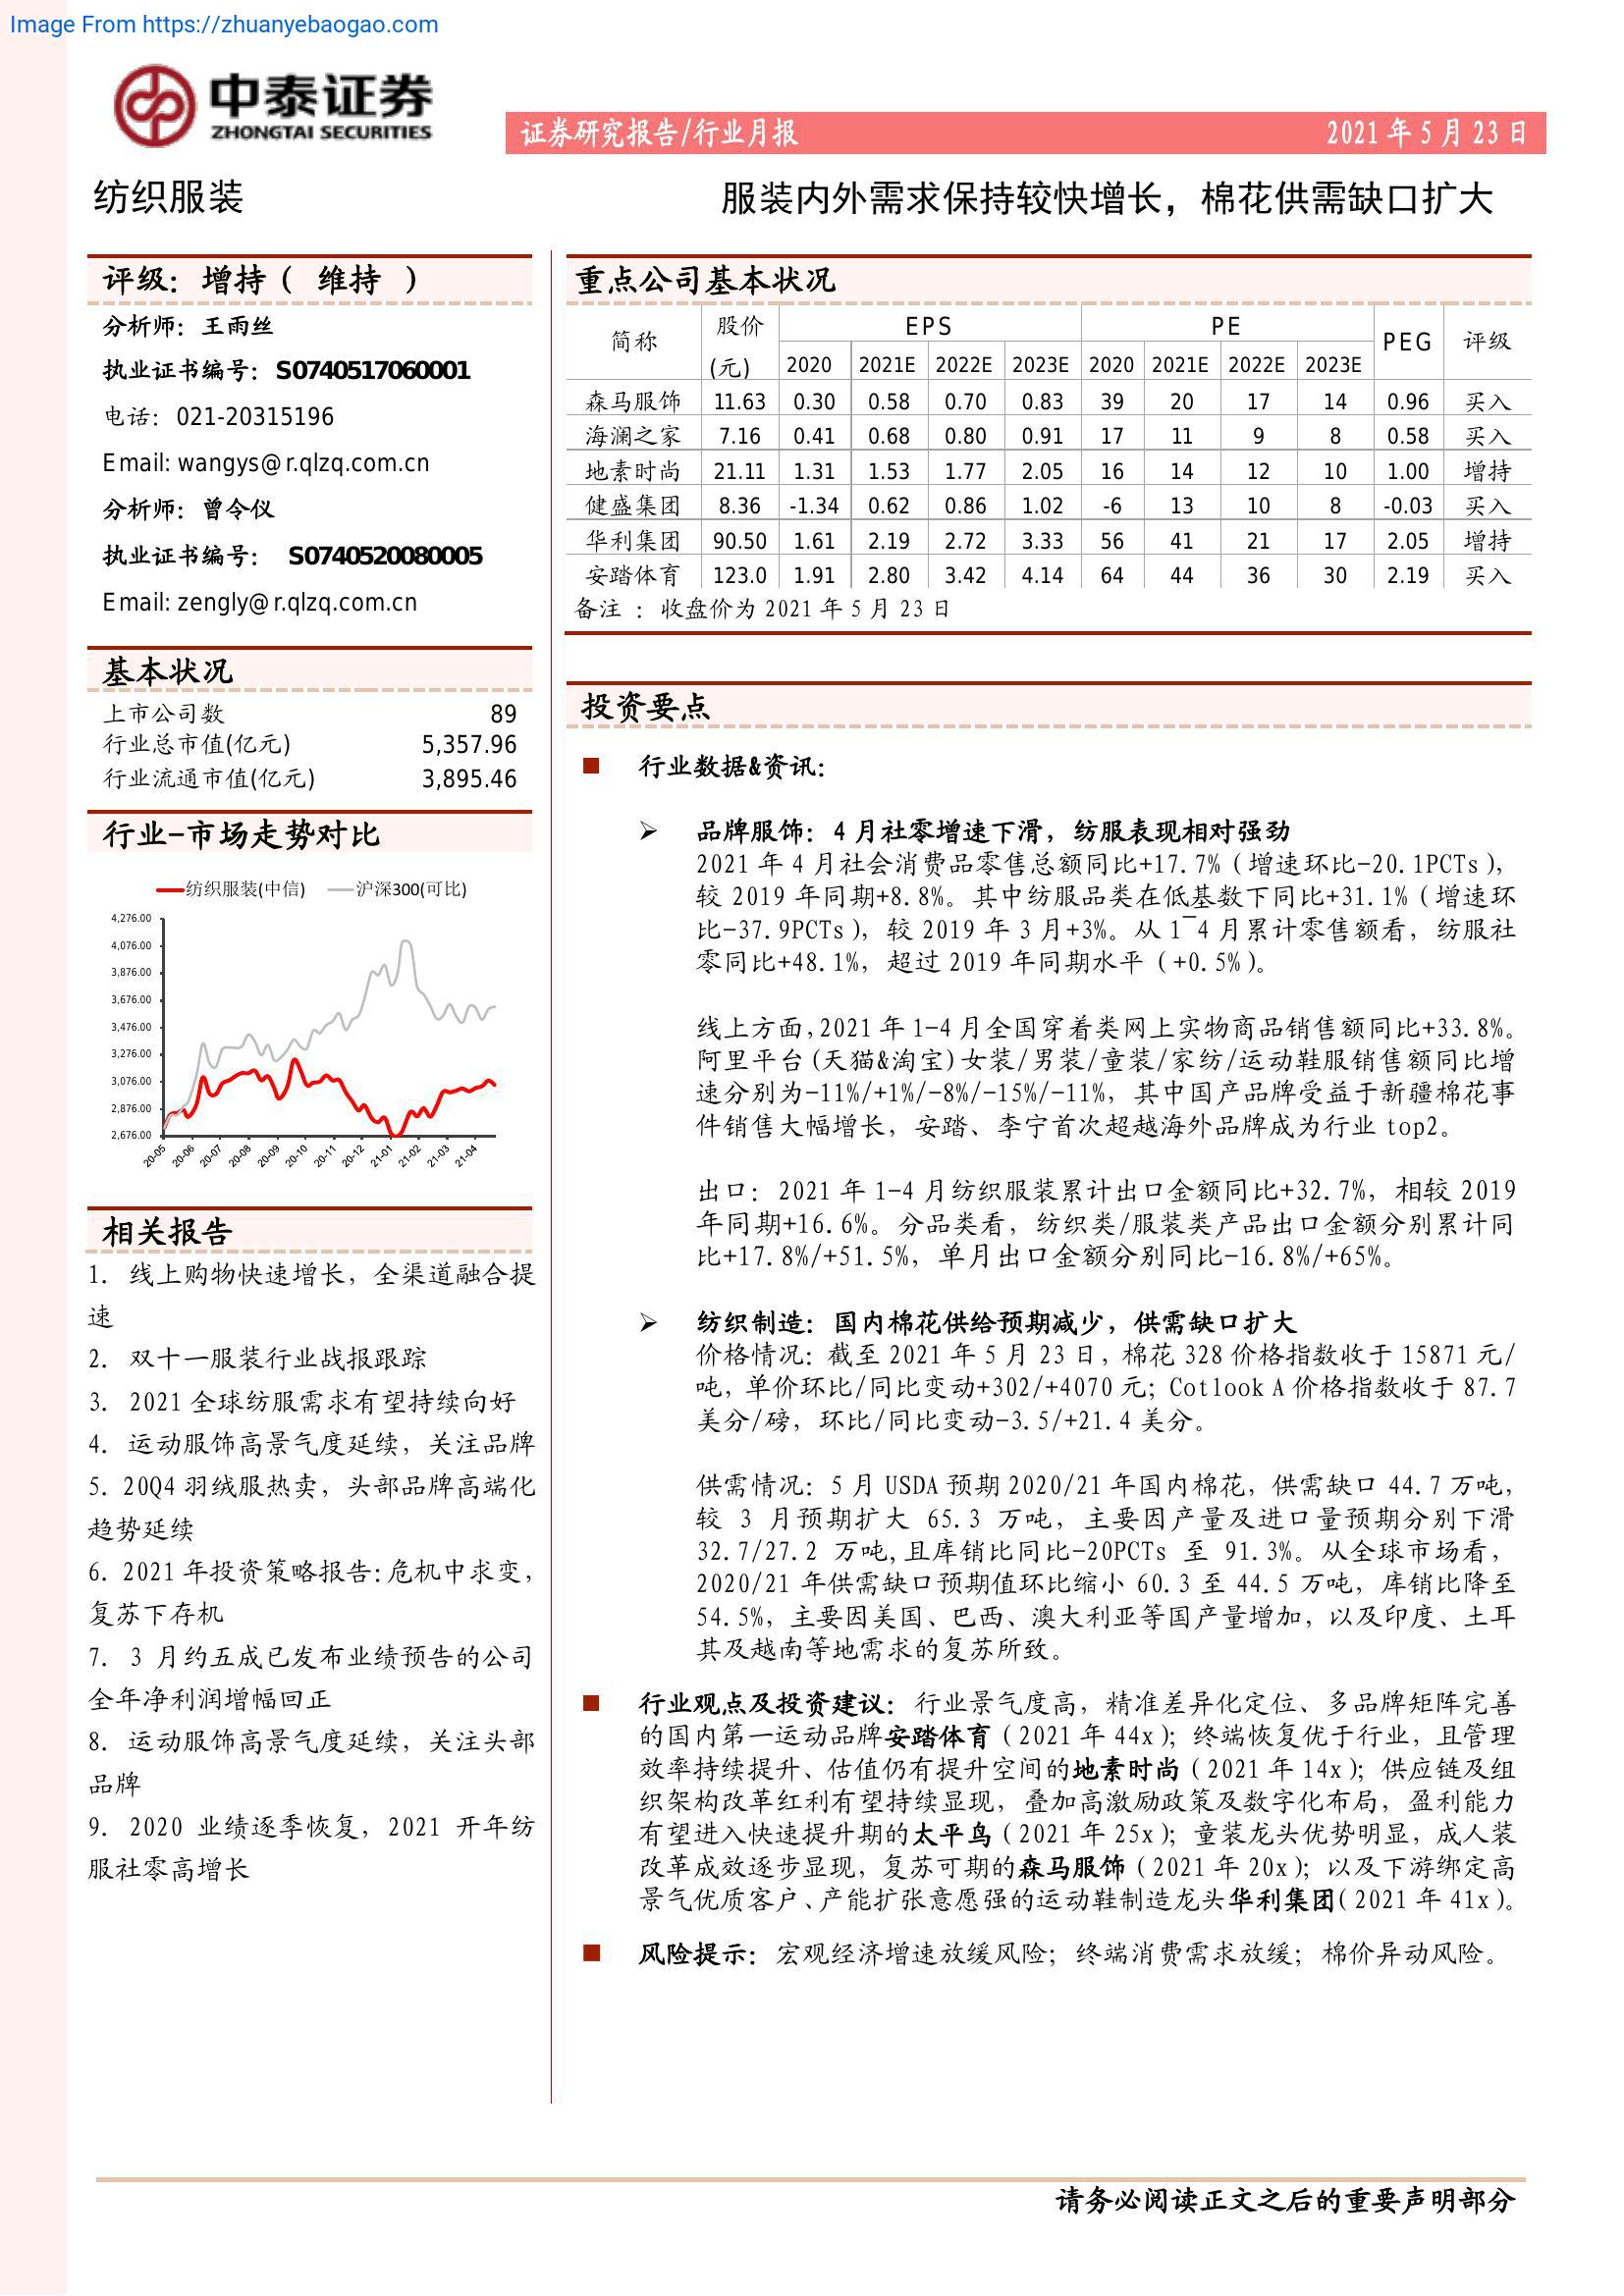 Image From https://zhuanyebaogao.com
中泰证券
ZHONGTAI SECURITIES
证券研究报告/行业月报
2021 年 5 月 23 日
纺织服装
服装内外需求保持较快增长，棉花供需缺口扩大
评级：增持（ 维持 ）
分析师：王雨丝
执业证书编号：S0740517060001
电话：021-20315196
Email: wangys@r.qlzq.com.cn
分析师：曾令仪
执业证书编号： S0740520080005
Email: zengly@r.qlzq.com.cn
基本状况
上市公司数 89
行业总市值(亿元) 5,357.96
行业流通市值(亿元) 3,895.46
行业-市场走势对比
纺织服装(中信) 沪深300(可比)
4,276.00
4,076.00
3,876.00
3,676.00
3,476.00
3,276.00
3,076.00
2,876.00
2,676.00
20-05 20-06 20-07 20-08 20-09 20-10 20-11 20-12 21-01 21-02 21-03 21-04
相关报告
1. 线上购物快速增长，全渠道融合提
速
2. 双十一服装行业战报跟踪
3. 2021 全球纺服需求有望持续向好
4. 运动服饰高景气度延续，关注品牌
5. 20Q4 羽绒服热卖，头部品牌高端化
趋势延续
6. 2021 年投资策略报告:危机中求变，
复苏下存机
7. 3 月约五成已发布业绩预告的公司
全年净利润增幅回正
8. 运动服饰高景气度延续，关注头部
品牌
9. 2020 业绩逐季恢复，2021 开年纺
服社零高增长
重点公司基本状况
简称 股价 EPS PE PEG 评级
(元) 2020 2021E 2022E 2023E 2020 2021E 2022E 2023E
森马服饰 11.63 0.30 0.58 0.70 0.83 39 20 17 14 0.96 买入
海澜之家 7.16 0.41 0.68 0.80 0.91 17 11 9 8 0.58 买入
地素时尚 21.11 1.31 1.53 1.77 2.05 16 14 12 10 1.00 增持
健盛集团 8.36 -1.34 0.62 0.86 1.02 -6 13 10 8 -0.03 买入
华利集团 90.50 1.61 2.19 2.72 3.33 56 41 21 17 2.05 增持
安踏体育 123.0 1.91 2.80 3.42 4.14 64 44 36 30 2.19 买入
备注 ：收盘价为 2021 年 5 月 23 日
投资要点
■ 行业数据&资讯：
➢ 品牌服饰：4 月社零增速下滑，纺服表现相对强劲
2021 年 4 月社会消费品零售总额同比+17.7%（增速环比-20.1PCTs），
较 2019 年同期+8.8%。其中纺服品类在低基数下同比+31.1%（增速环
比-37.9PCTs），较 2019 年 3 月+3%。从 1~4 月累计零售额看，纺服社
零同比+48.1%，超过 2019 年同期水平（+0.5%）。
线上方面，2021 年 1-4 月全国穿着类网上实物商品销售额同比+33.8%。
阿里平台(天猫&淘宝)女装/男装/童装/家纺/运动鞋服销售额同比增
速分别为-11%/+1%/-8%/-15%/-11%，其中国产品牌受益于新疆棉花事
件销售大幅增长，安踏、李宁首次超越海外品牌成为行业 top2。
出口：2021 年 1-4 月纺织服装累计出口金额同比+32.7%，相较 2019
年同期+16.6%。分品类看，纺织类/服装类产品出口金额分别累计同
比+17.8%/+51.5%，单月出口金额分别同比-16.8%/+65%。
➢ 纺织制造：国内棉花供给预期减少，供需缺口扩大
价格情况：截至 2021 年 5 月 23 日，棉花 328 价格指数收于 15871 元/
吨，单价环比/同比变动+302/+4070 元；Cotlook A 价格指数收于 87.7
美分/磅，环比/同比变动-3.5/+21.4 美分。
供需情况：5 月 USDA 预期 2020/21 年国内棉花，供需缺口 44.7 万吨，
较 3 月预期扩大 65.3 万吨，主要因产量及进口量预期分别下滑
32.7/27.2 万吨,且库销比同比-20PCTs 至 91.3%。从全球市场看，
2020/21 年供需缺口预期值环比缩小 60.3 至 44.5 万吨，库销比降至
54.5%，主要因美国、巴西、澳大利亚等国产量增加，以及印度、土耳
其及越南等地需求的复苏所致。
■ 行业观点及投资建议：行业景气度高，精准差异化定位、多品牌矩阵完善
的国内第一运动品牌安踏体育（2021 年 44x）；终端恢复优于行业，且管理
效率持续提升、估值仍有提升空间的地素时尚（2021 年 14x）；供应链及组
织架构改革红利有望持续显现，叠加高激励政策及数字化布局，盈利能力
有望进入快速提升期的太平鸟（2021 年 25x）；童装龙头优势明显，成人装
改革成效逐步显现，复苏可期的森马服饰（2021 年 20x）；以及下游绑定高
景气优质客户、产能扩张意愿强的运动鞋制造龙头华利集团（2021 年 41x）。
■ 风险提示：宏观经济增速放缓风险；终端消费需求放缓；棉价异动风险。
请务必阅读正文之后的重要声明部分